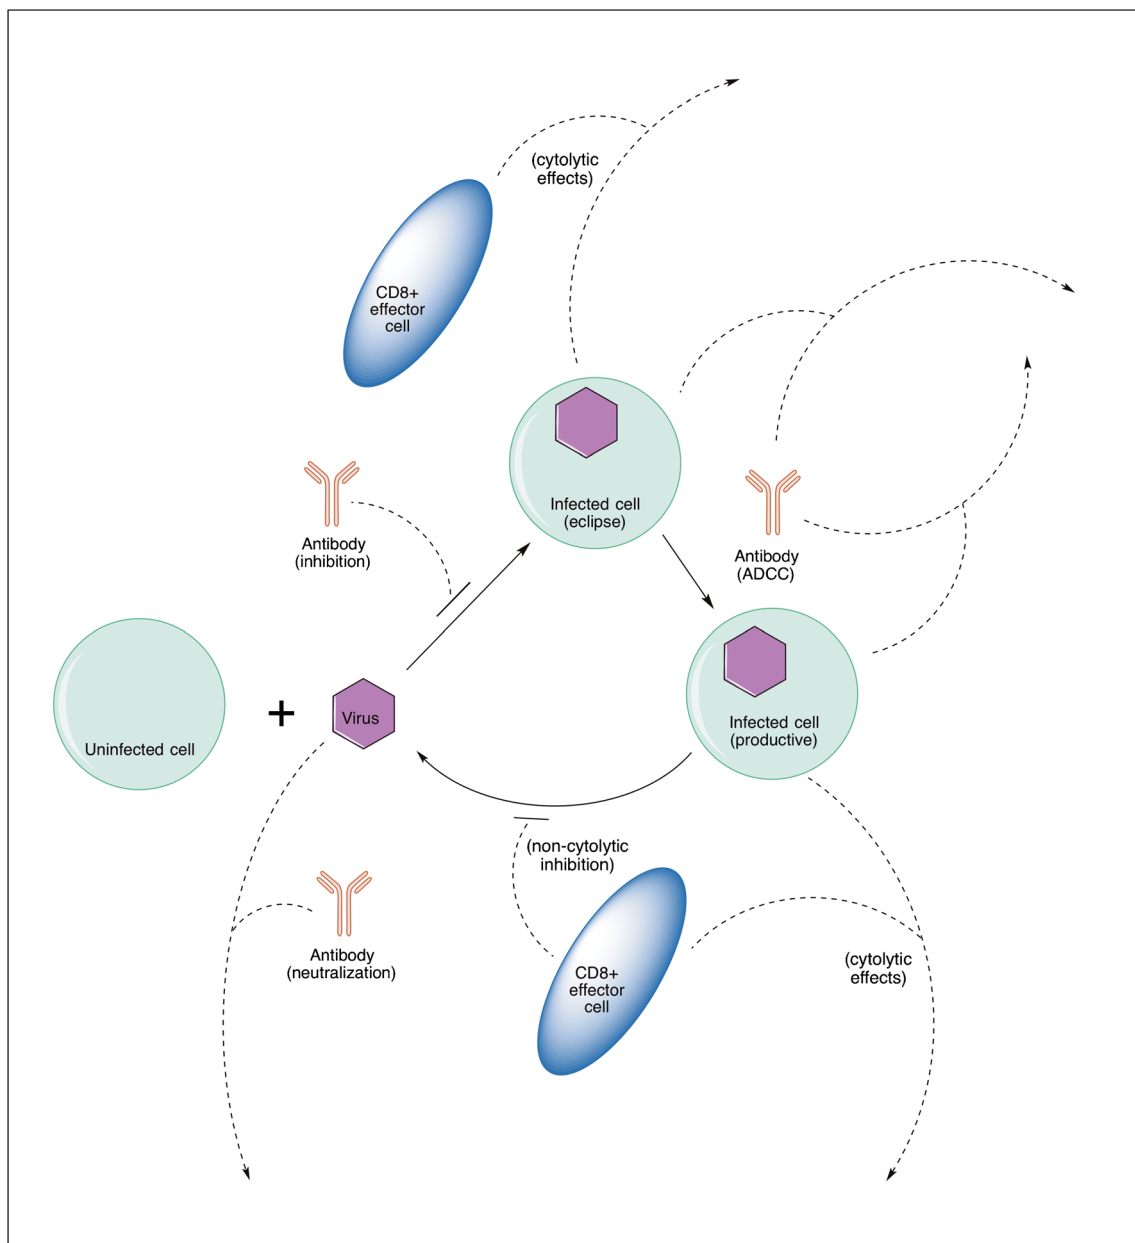 (cytolytic
effects)
CD8+
effector
cell
Infected cell
(eclipse)
Antibody
(inhibition)
Antibody
(ADCC)
Uninfected cell
+
Virus
Infected cell
(productive)
(non-cytolytic
inhibition)
Antibody
(neutralization)
CD8+
effector
cell
(cytolytic
effects)